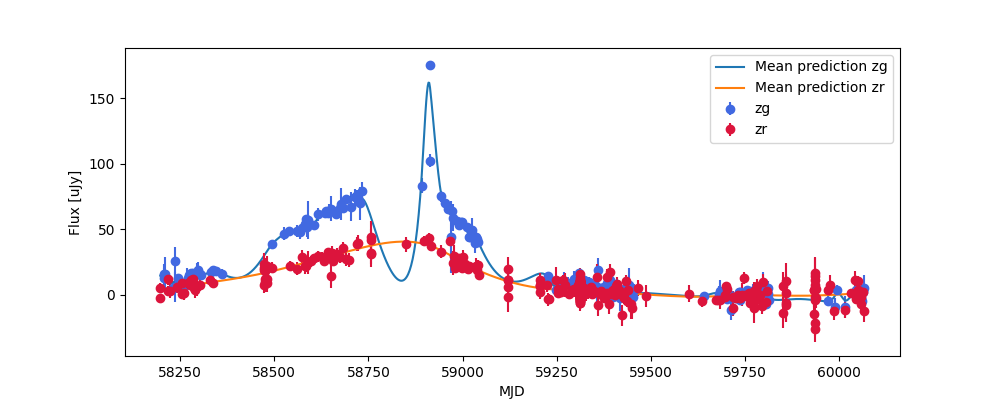 Mean prediction zg
Mean prediction zr
zg
zr
Flux [uJy]
150
100
50
0
58250 58500 58750 59000 59250 59500 59750 60000
MJD